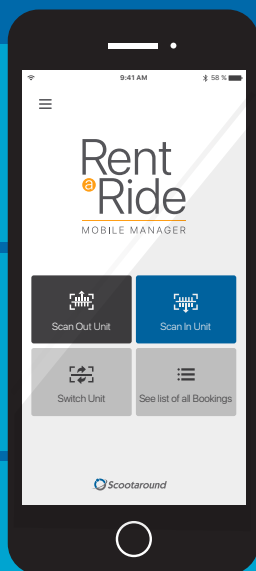 9:41 AM
58 %
Rent
a
Ride
MOBILE MANAGER
Scan Out Unit
Scan In Unit
Switch Unit
See list of all Bookings
Scootaround